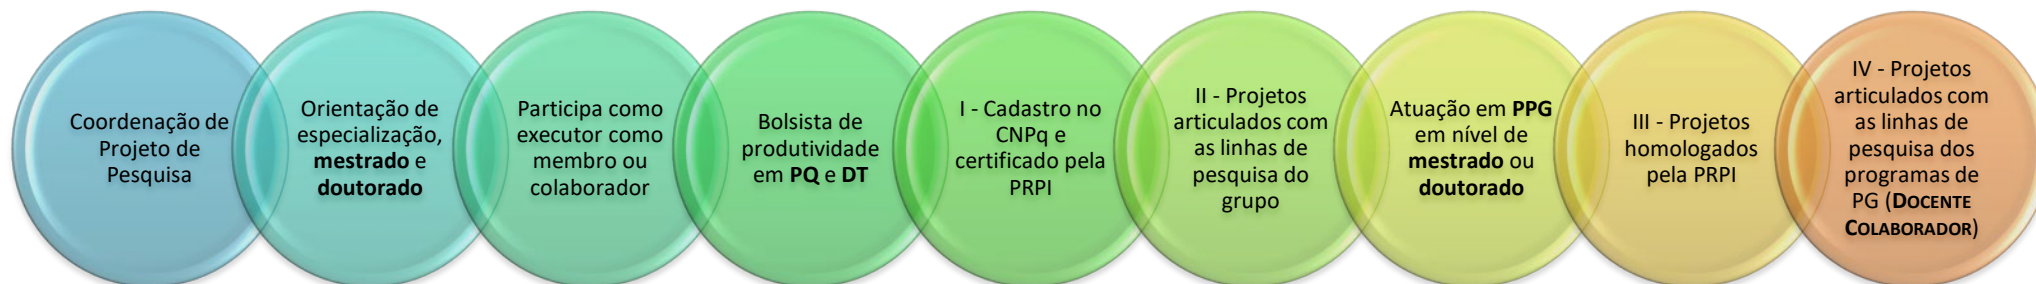 Coordenação de
Projeto de
Pesquisa
Orientação de
especialização,
mestrado e
doutorado
Participa como
executor como
membro ou
colaborador
Bolsista de
produtividade
em PQ e DT
I - Cadastro no
CNPq e
certificado pela
PRPI
II - Projetos
articulados com
as linhas de
pesquisa do
grupo
Atuação em PPG
em nível de
mestrado ou
doutorado
III - Projetos
homologados
pela PRPI
IV - Projetos
articulados com
as linhas de
pesquisa dos
programas de
PG (DOCENTE
COLABORADOR)